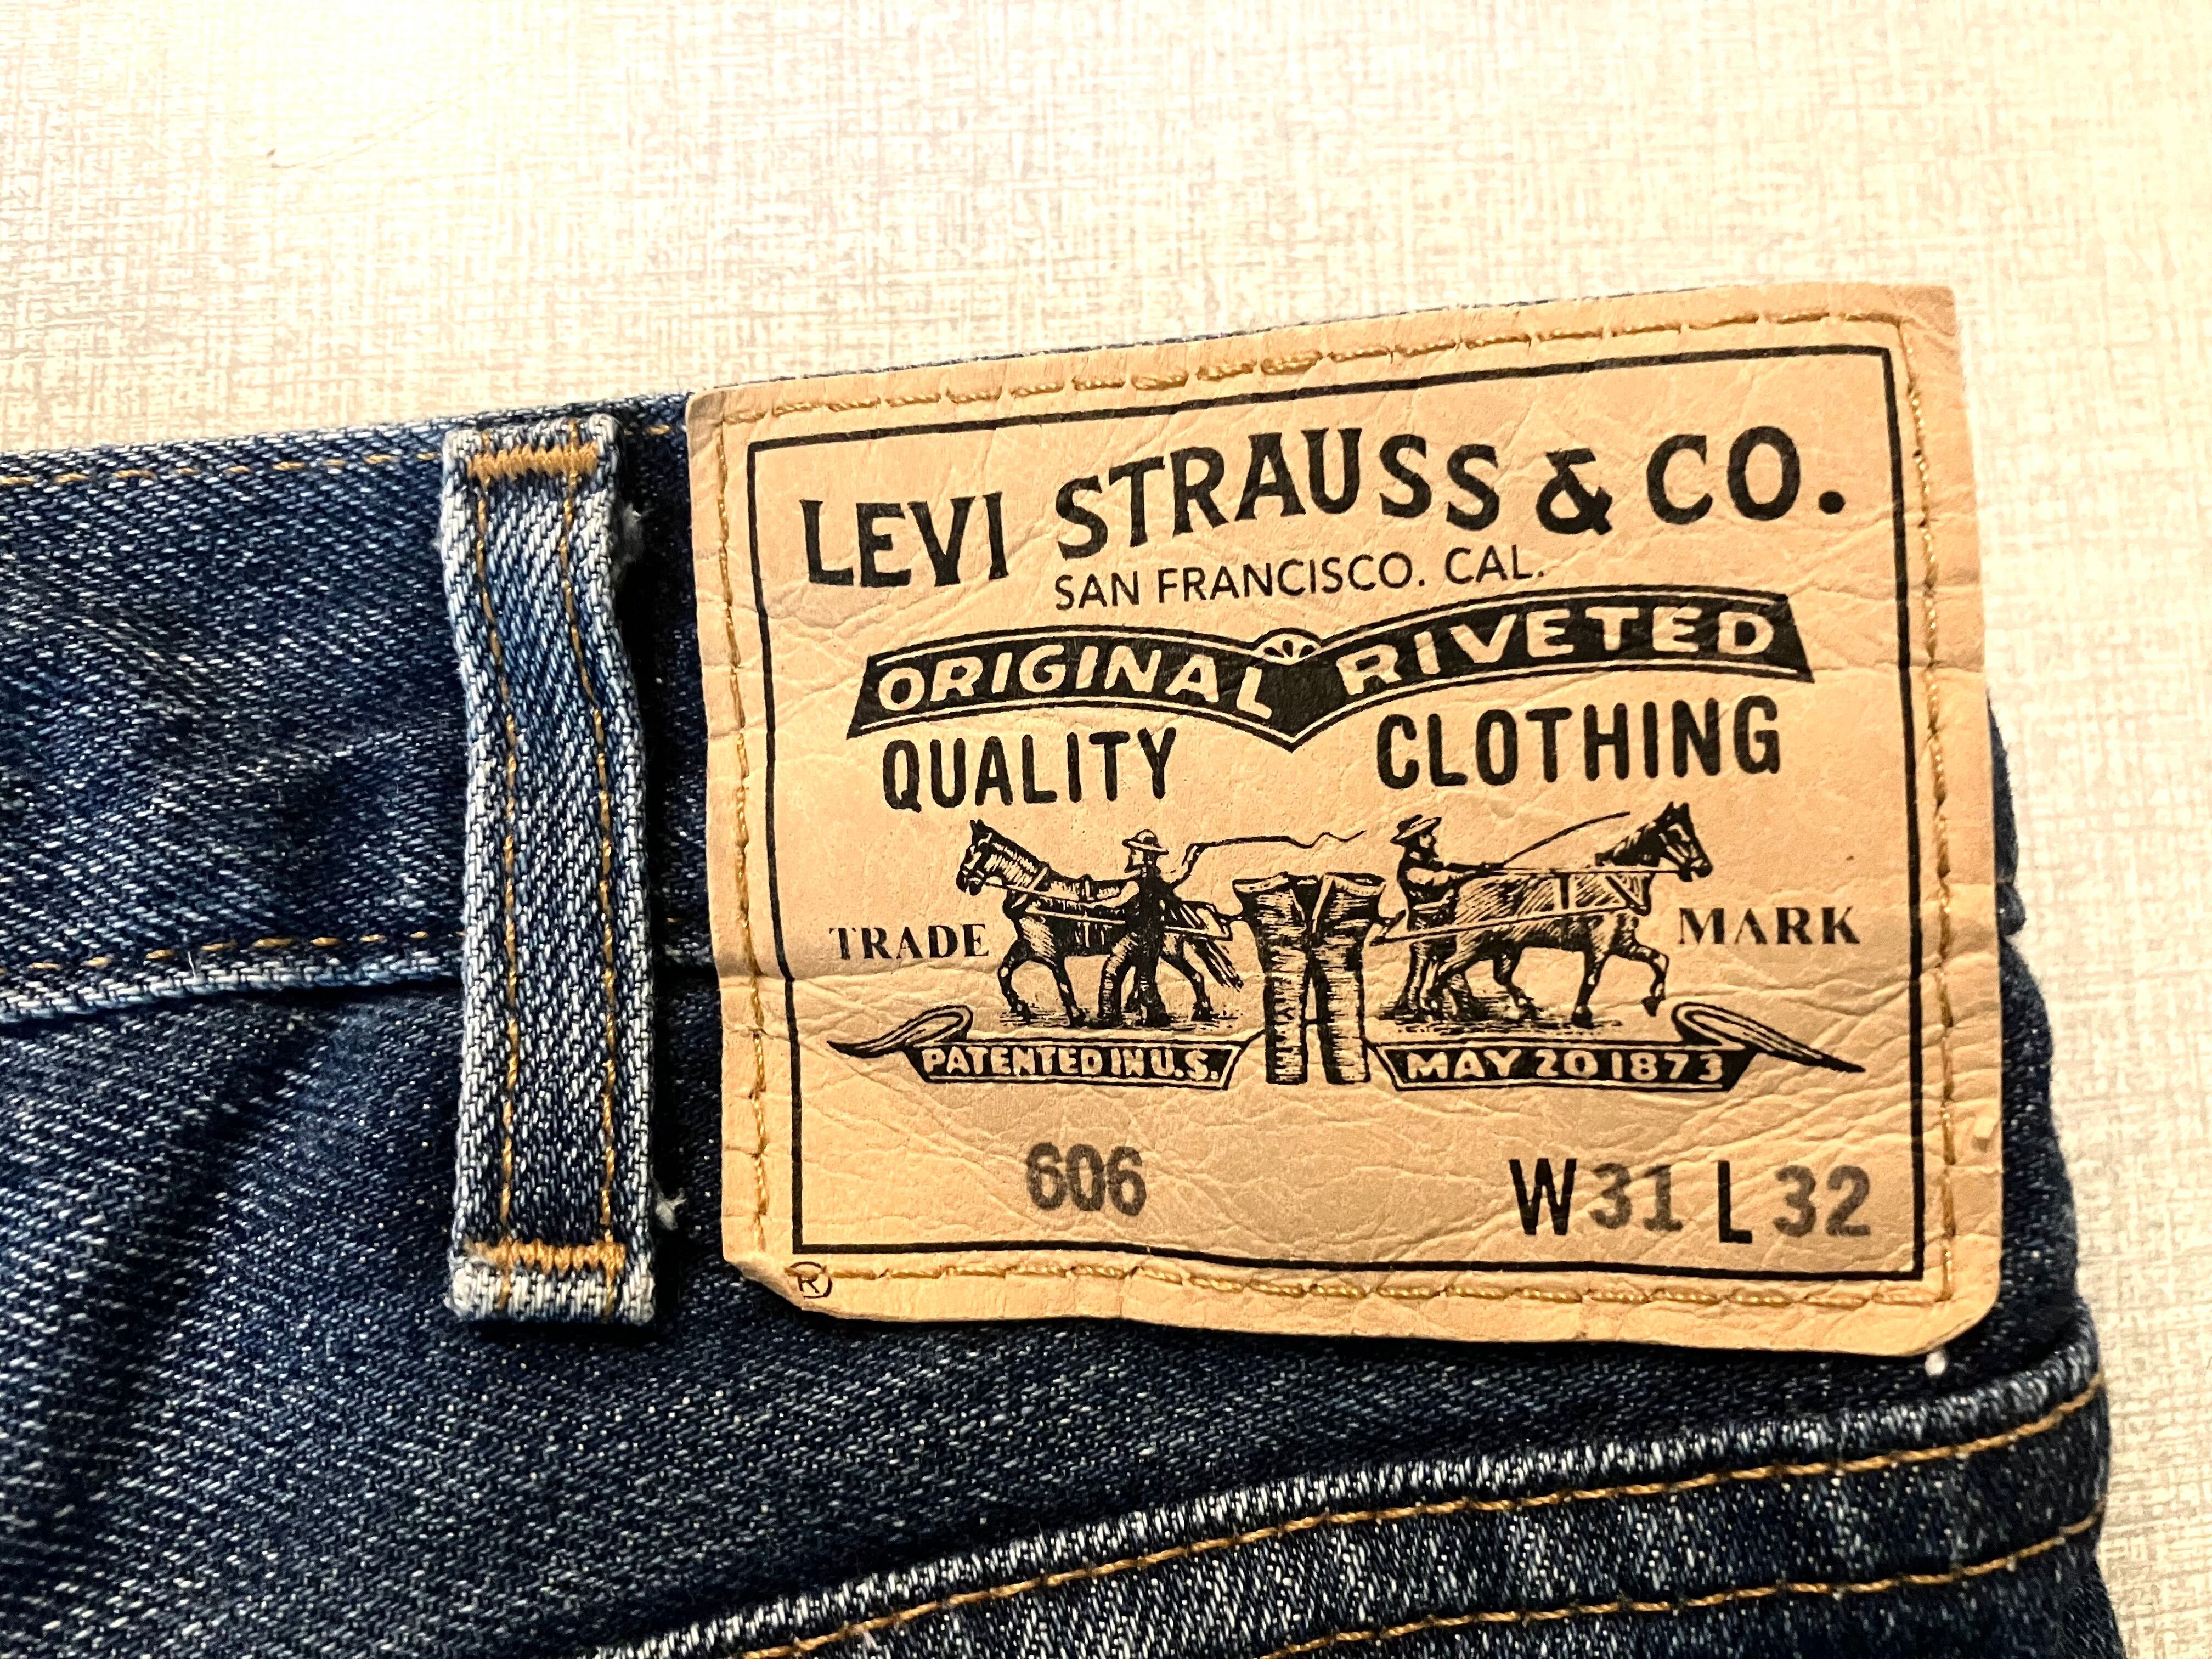 LEVI STRAUSS & CO.
SAN FRANCISCO. CAL.
ORIGINAL RIVETED
QUALITY CLOTHING
TRADE MARK
PATENTED IN U.S. MAY 20 1873
606 W31 L32
®